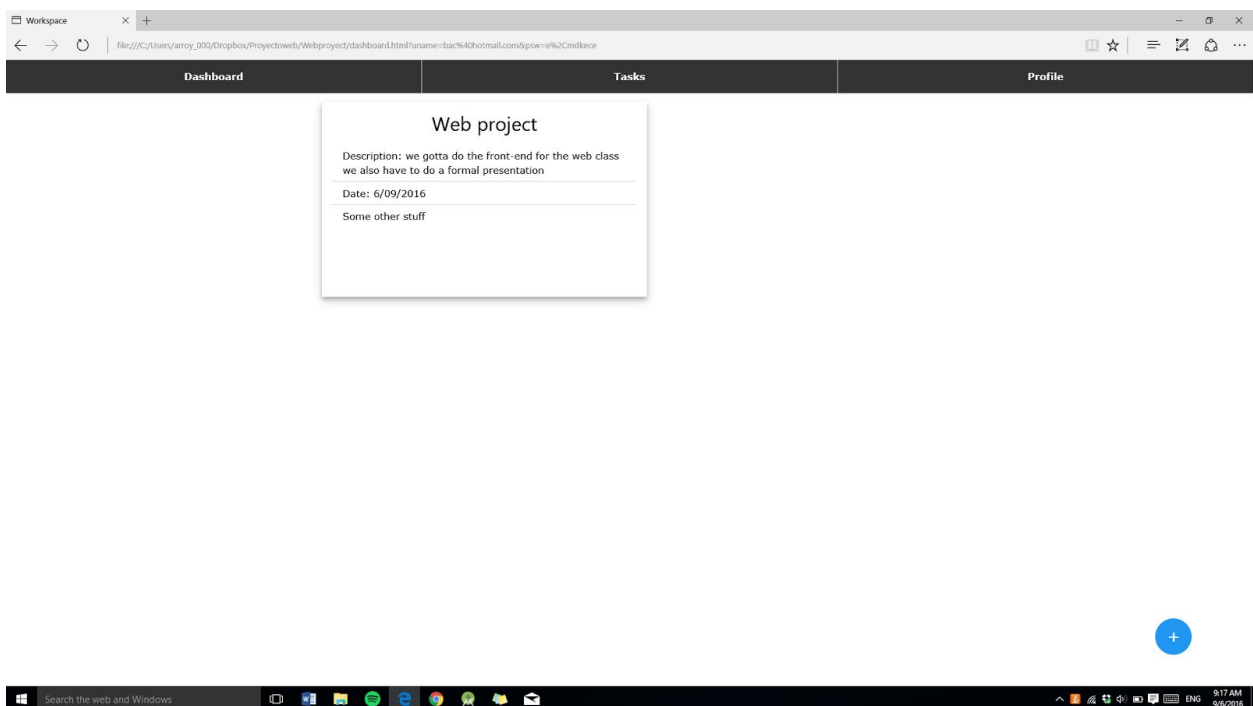 Workspace
file:///C:/Users/arroy_000/Dropbox/Proyectoweb/Webproyect/dashboard.html?uname=bac%40hotmail.com&psw=e%2Cmdkece
Dashboard Tasks Profile
Web project
Description: we gotta do the front-end for the web class
we also have to do a formal presentation
Date: 6/09/2016
Some other stuff
+
Search the web and Windows
ENG
9:17 AM
9/6/2016